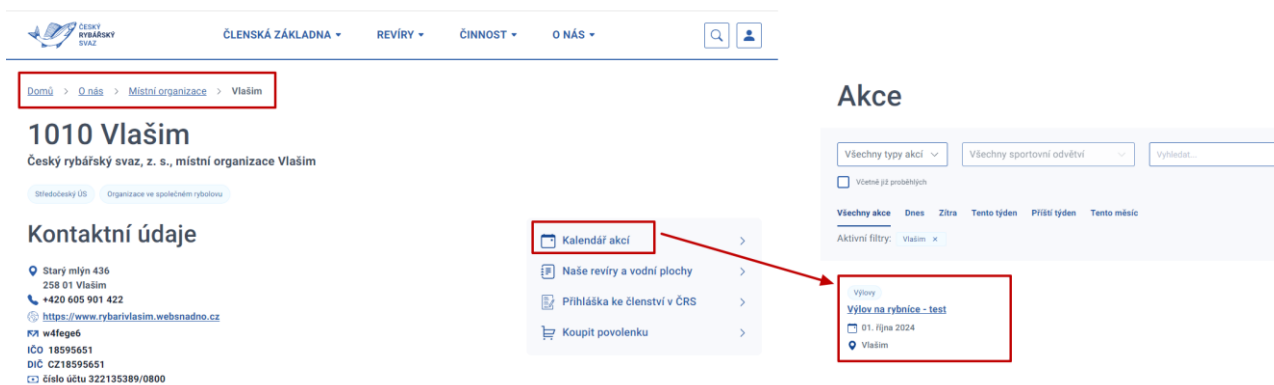 ČESKÝ
RYBÁŘSKÝ
SVAZ
ČLENSKÁ ZÁKLADNA
REVÍRY
ČINNOST
O NÁS
Domů > O nás > Místní organizace > Vlašim
1010 Vlašim
Český rybářský svaz, z. s., místní organizace Vlašim
Středočeský ÚS
Organizace ve společném rybolovu
Kontaktní údaje
Starý mlýn 436
258 01 Vlašim
+420 605 901 422
https://www.rybarivlasim.websnadno.cz
w4fege6
IČO 18595651
DIČ CZ18595651
číslo účtu 322135389/0800
Kalendář akcí
Naše revíry a vodní plochy
Přihláška ke členství v ČRS
Koupit povolenku
Akce
Všechny typy akcí
Všechny sportovní odvětví
Vyhledat...
Včetně již proběhlých
Všechny akce Dnes Zítra Tento týden Příští týden Tento měsíc
Aktivní filtry: Vlašim ×
Výlovy
Výlov na rybníce - test
01. října 2024
Vlašim